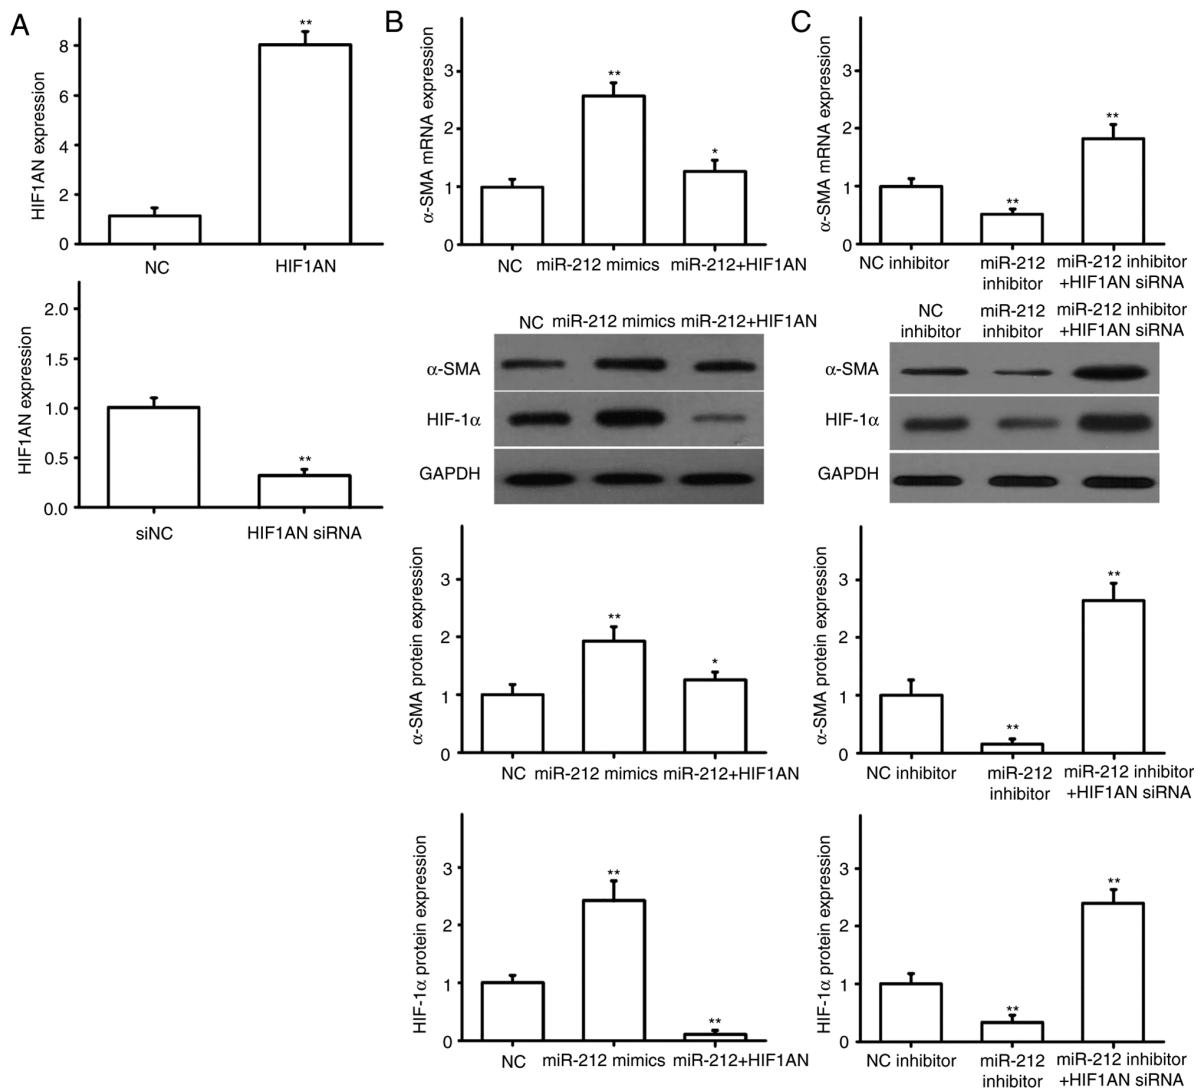 A
HIF1AN expression
8
6
4
2
0
**
NC
HIF1AN
HIF1AN expression
2.0
1.5
1.0
0.5
0.0
**
siNC
HIF1AN siRNA
B
α-SMA mRNA expression
3
2
1
0
**
*
NC
miR-212 mimics
miR-212+HIF1AN
NC miR-212 mimics miR-212+HIF1AN
α-SMA
HIF-1α
GAPDH
α-SMA protein expression
3
2
1
0
**
*
NC miR-212 mimics miR-212+HIF1AN
HIF-1α protein expression
3
2
1
0
**
**
NC
miR-212 mimics
miR-212+HIF1AN
C
α-SMA mRNA expression
3
2
1
0
**
**
NC inhibitor
miR-212
inhibitor
miR-212 inhibitor
+HIF1AN siRNA
NC
inhibitor
miR-212
inhibitor
miR-212 inhibitor
+HIF1AN siRNA
α-SMA
HIF-1α
GAPDH
α-SMA protein expression
3
2
1
0
**
**
NC inhibitor
miR-212
inhibitor
miR-212 inhibitor
+HIF1AN siRNA
HIF-1α protein expression
3
2
1
0
**
**
NC inhibitor
miR-212
inhibitor
miR-212 inhibitor
+HIF1AN siRNA